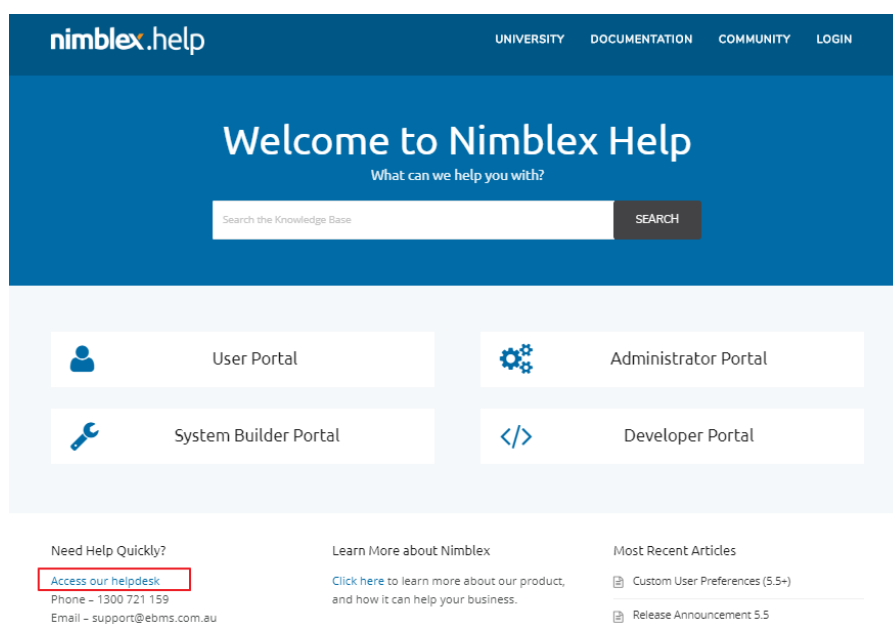 nimblex.help
UNIVERSITY DOCUMENTATION COMMUNITY LOGIN
Welcome to Nimblex Help
What can we help you with?
Search the Knowledge Base
SEARCH
User Portal
Administrator Portal
System Builder Portal
</> Developer Portal
Need Help Quickly?
Access our helpdesk
Phone – 1300 721 159
Email – support@ebms.com.au
Learn More about Nimblex
Click here to learn more about our product,
and how it can help your business.
Most Recent Articles
Custom User Preferences (5.5+)
Release Announcement 5.5